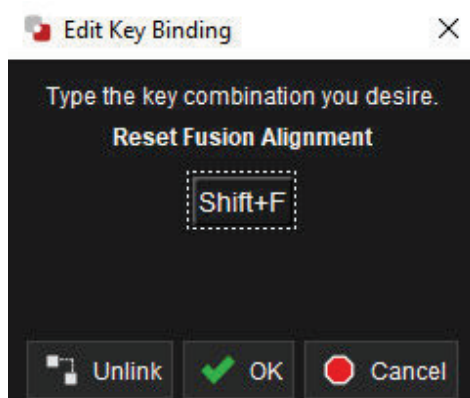 Edit Key Binding
Type the key combination you desire.
Reset Fusion Alignment
Shift+F
Unlink OK Cancel